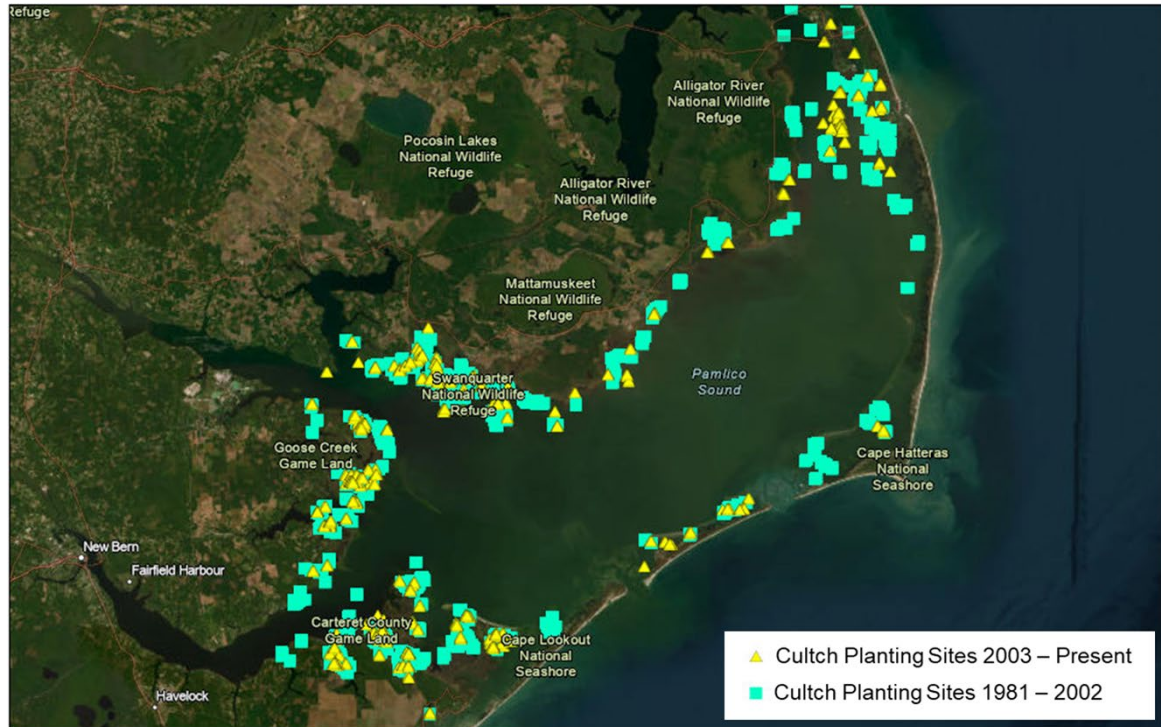 Refuge
Alligator River
National Wildlife
Refuge
Pocosin Lakes
National Wildlife
Refuge
Alligator River
National Wildlife
Refuge
Mattamuskeet
National Wildlife
Refuge
Pamlico
Sound
Swanquarter
National Wildlife
Refuge
Goose Creek
Game Land
Cape Hatteras
National
Seashore
New Bern
Fairfield Harbour
Carteret County
Game Land
Cape Lookout
National
Seashore
Havelock
Cultch Planting Sites 2003 – Present
Cultch Planting Sites 1981 – 2002